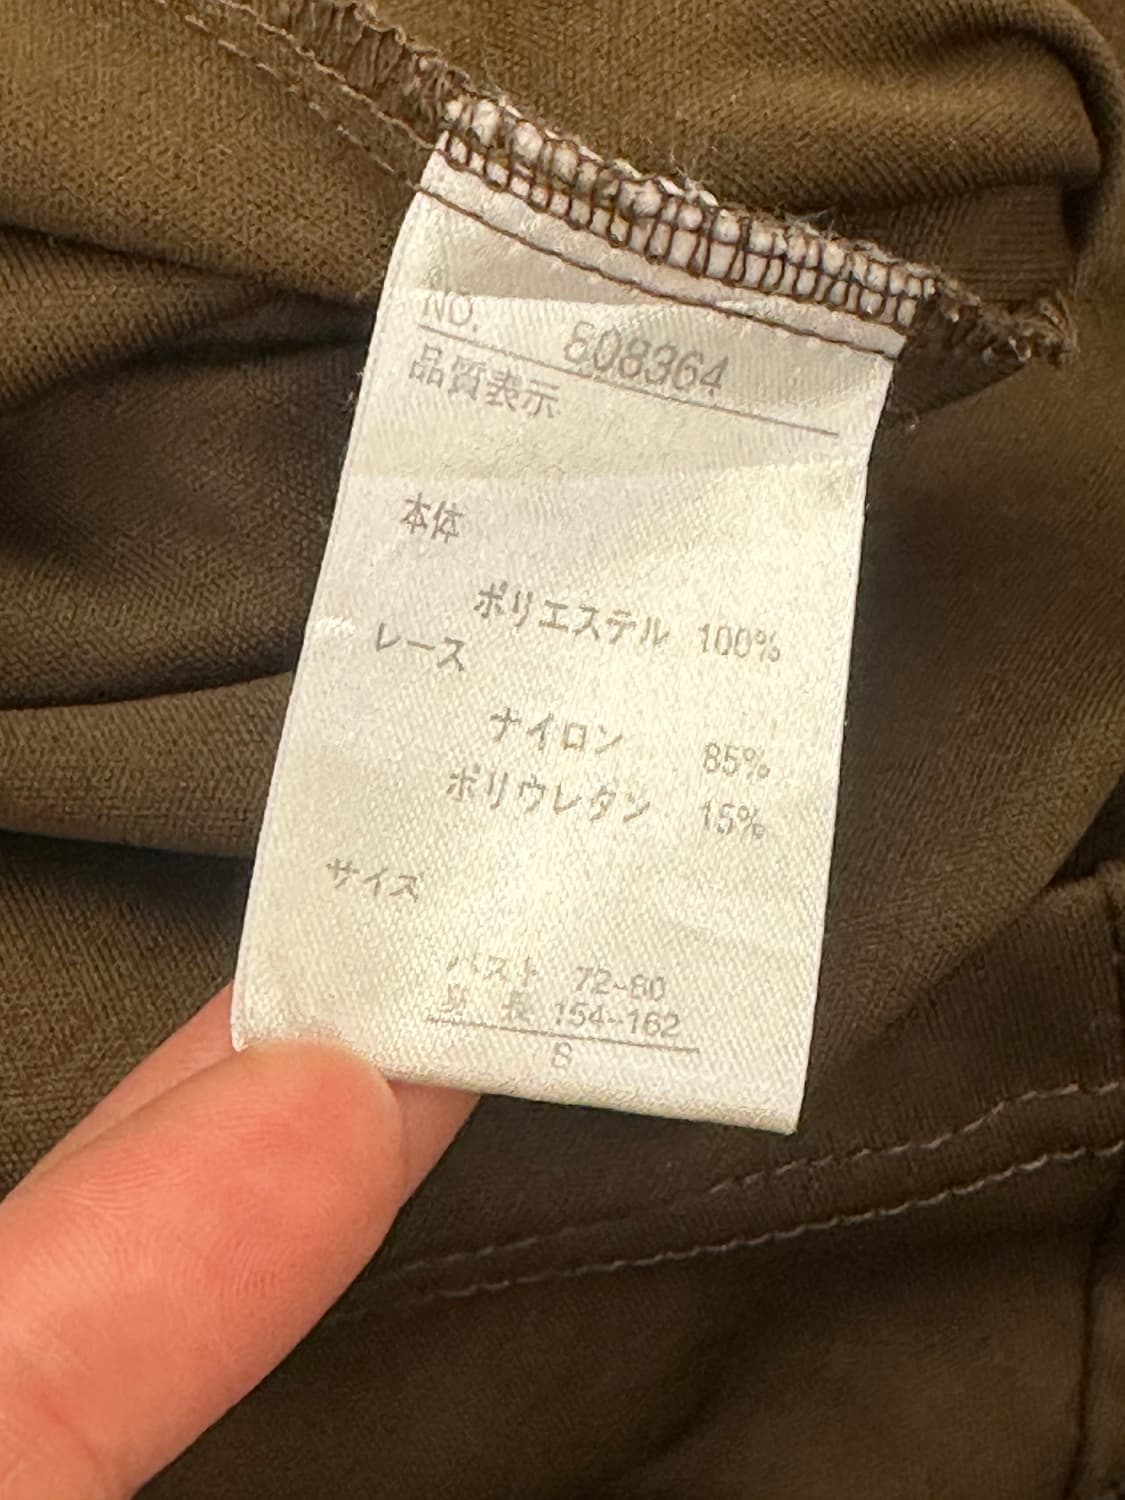 NO. 608364
品質表示
本体
ポリエステル 100%
レース
ナイロン 85%
ポリウレタン 15%
サイズ
バスト 72~80
身 長 154~162
S